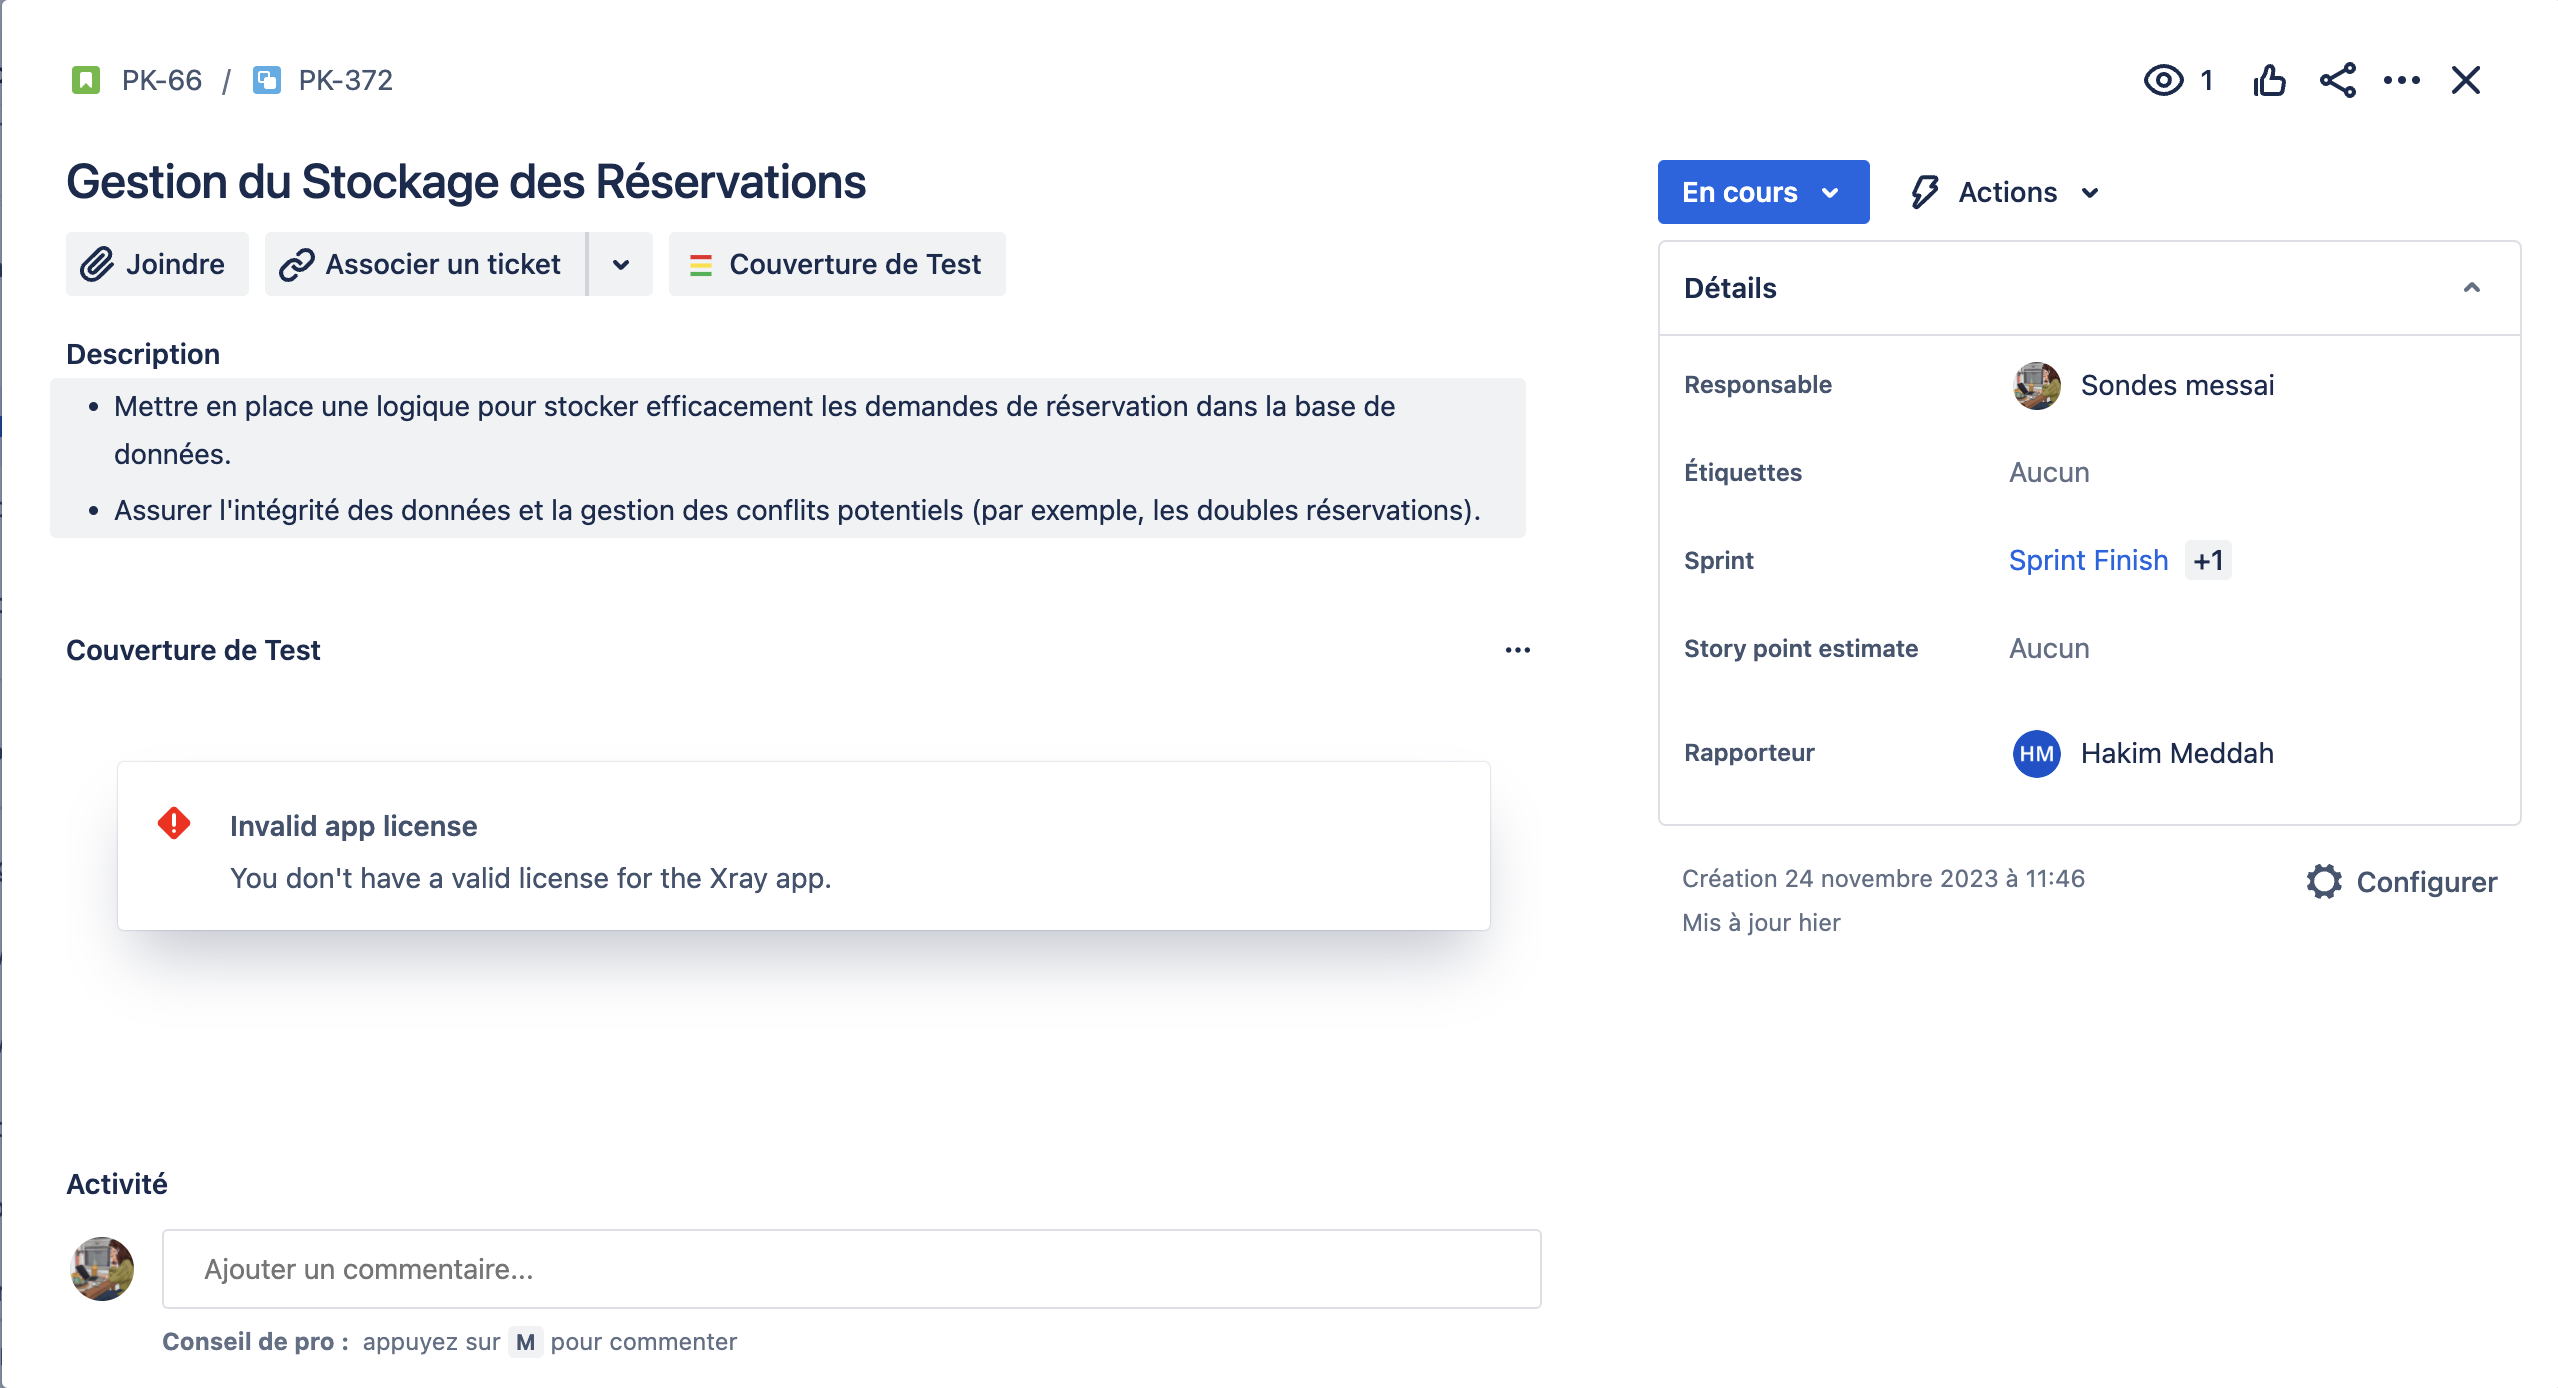 PK-66 / PK-372
1
Gestion du Stockage des Réservations
En cours
Actions
Joindre
Associer un ticket
Couverture de Test
Détails
Description
• Mettre en place une logique pour stocker efficacement les demandes de réservation dans la base de
données.
• Assurer l'intégrité des données et la gestion des conflits potentiels (par exemple, les doubles réservations).
Responsable
Sondes messai
Étiquettes
Aucun
Sprint
Sprint Finish +1
Story point estimate
Aucun
Rapporteur
HM Hakim Meddah
Couverture de Test
Invalid app license
You don't have a valid license for the Xray app.
Création 24 novembre 2023 à 11:46
Mis à jour hier
Configurer
Activité
Ajouter un commentaire...
Conseil de pro : appuyez sur M pour commenter